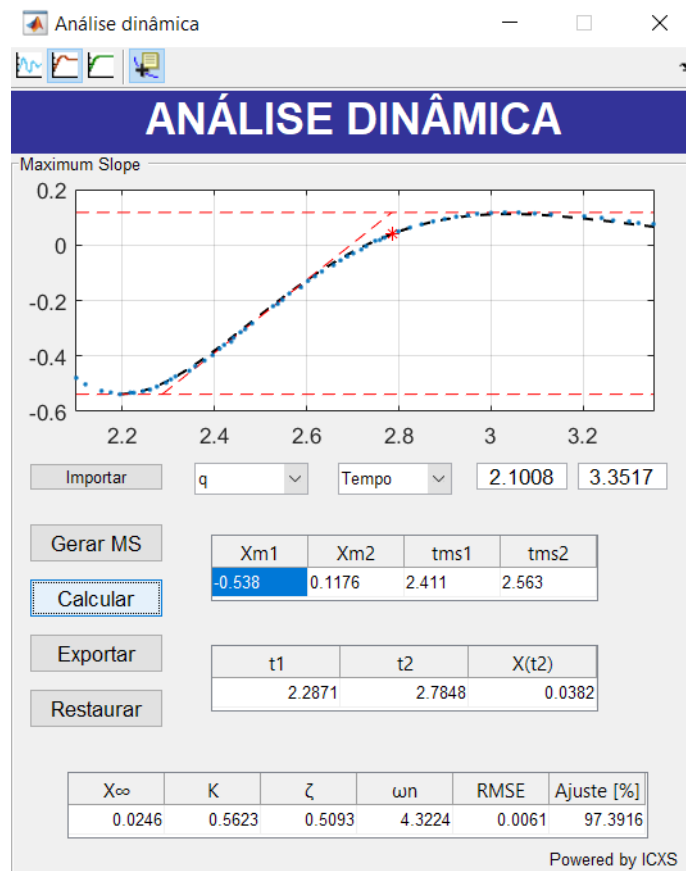 Análise dinâmica
ANÁLISE DINÂMICA
Maximum Slope
0.2
0
-0.2
-0.4
-0.6
2.2 2.4 2.6 2.8 3 3.2
Importar q Tempo 2.1008 3.3517
Gerar MS
Calcular
Exportar
Restaurar
Xm1 Xm2 tms1 tms2
-0.538 0.1176 2.411 2.563
t1 t2 X(t2)
2.2871 2.7848 0.0382
X∞ K ζ ωn RMSE Ajuste [%]
0.0246 0.5623 0.5093 4.3224 0.0061 97.3916
Powered by ICXS